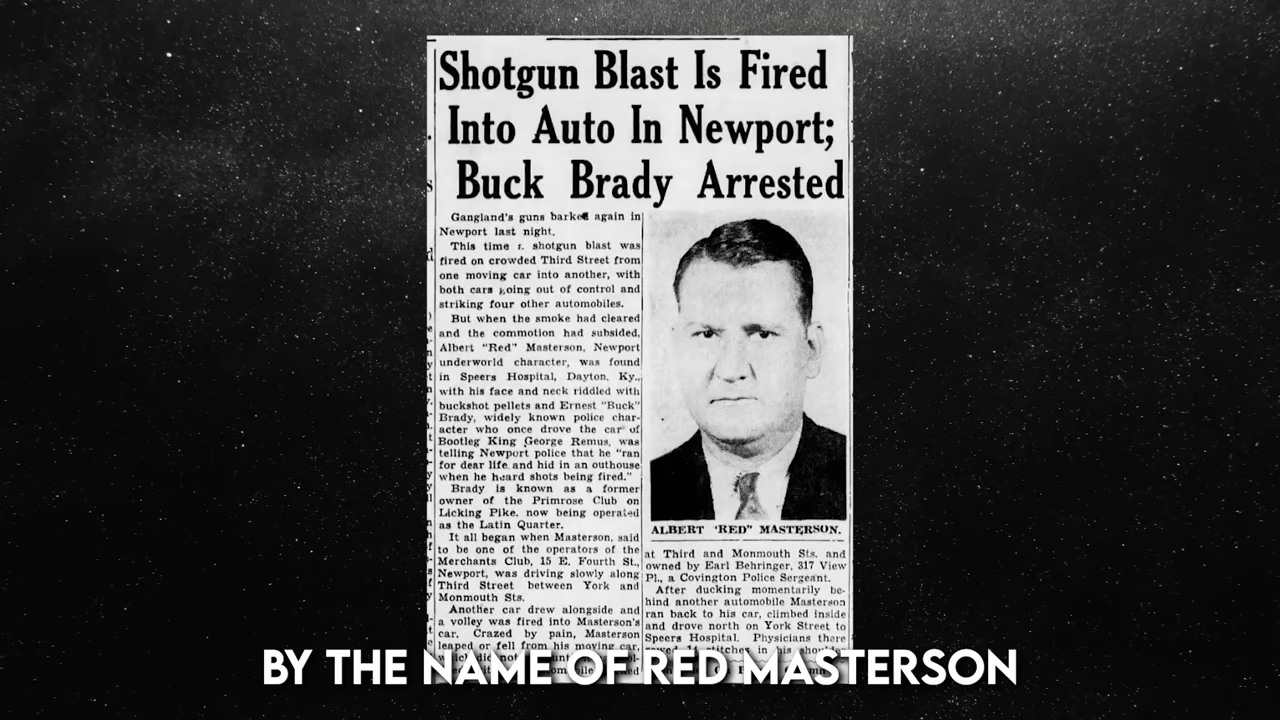 Shotgun Blast Is Fired
Into Auto In Newport;
Buck Brady Arrested
Gangland's guns barked again in
Newport last night.
This time shotgun blast was
fired on crowded Third Street from
one moving car into another, with
both cars going out of control and
striking four other automobiles.
But when the smoke had cleared
and the commotion had subsided,
Albert "Red" Masterson, Newport
underworld character, was found
in Speers Hospital, Dayton, Ky.,
with his face and neck riddled with
buckshot pellets and Ernest "Buck"
Brady, widely known police char-
acter who once drove the car of
Bootleg King George Remus, was
telling Newport police that he "ran
for dear life and hid in an outhouse
when he heard shots being fired."
Brady is known as a former
owner of the Primrose Club on
Licking Pike, now being operated
as the Latin Quarter.
It all began when Masterson, said
to be one of the operators of the
Merchants Club, 15 E. Fourth St.,
Newport, was driving slowly along
Third Street between York and
Monmouth Sts.
Another car drew alongside and
a volley was fired into Masterson's
car. Crazed by pain, Masterson
leaped or fell from his moving car,
which did not
ALBERT 'RED" MASTERSON.
at Third and Monmouth Sts. and
owned by Earl Behringer, 317 View
Pl., a Covington Police Sergeant.
After ducking momentarily be-
hind another automobile Masterson
ran back to his car, climbed inside
and drove north on York Street to
Speers Hospital. Physicians there
sewed 14 stitches in his shoulder
BY THE NAME OF RED MASTERSON